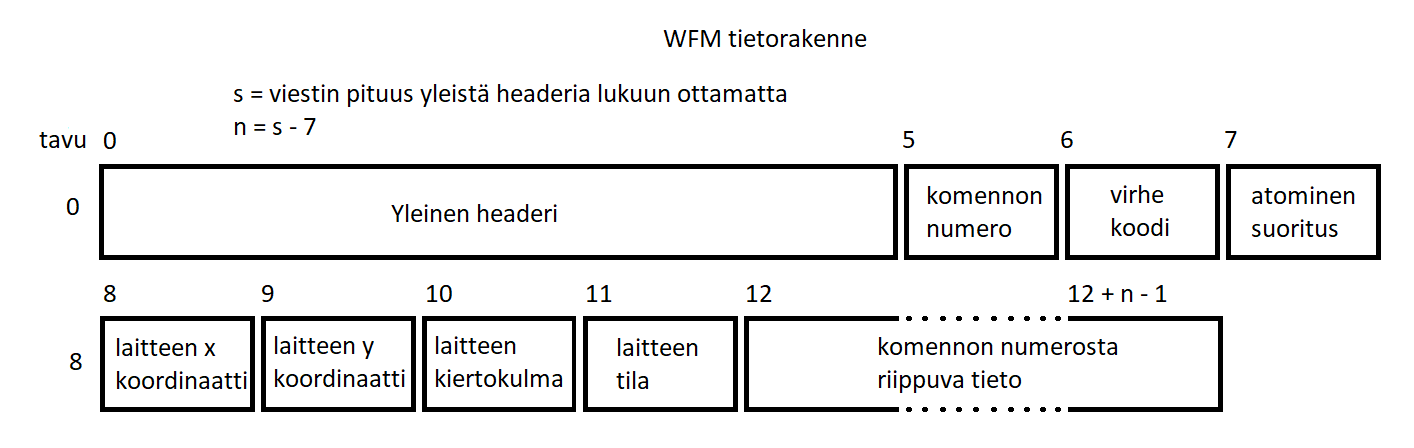 WFM tietorakenne
s = viestin pituus yleistä headeria lukuun ottamatta
n = s - 7
tavu 0 5 6 7
0 Yleinen headeri
komennon
numero
virhe
koodi
atominen
suoritus
8 9 10 11 12 12 + n - 1
8
laitteen x
koordinaatti
laitteen y
koordinaatti
laitteen
kiertokulma
laitteen
tila
komennon numerosta
riippuva tieto